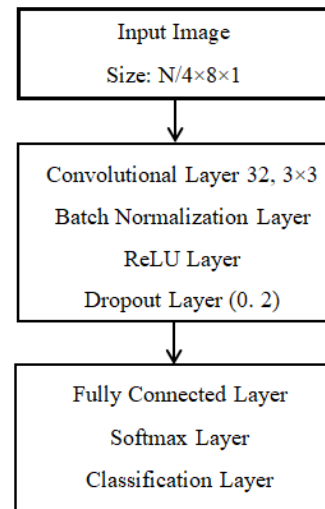 Input Image
Size: N/4×8×1
Convolutional Layer 32, 3×3
Batch Normalization Layer
ReLU Layer
Dropout Layer (0. 2)
Fully Connected Layer
Softmax Layer
Classification Layer